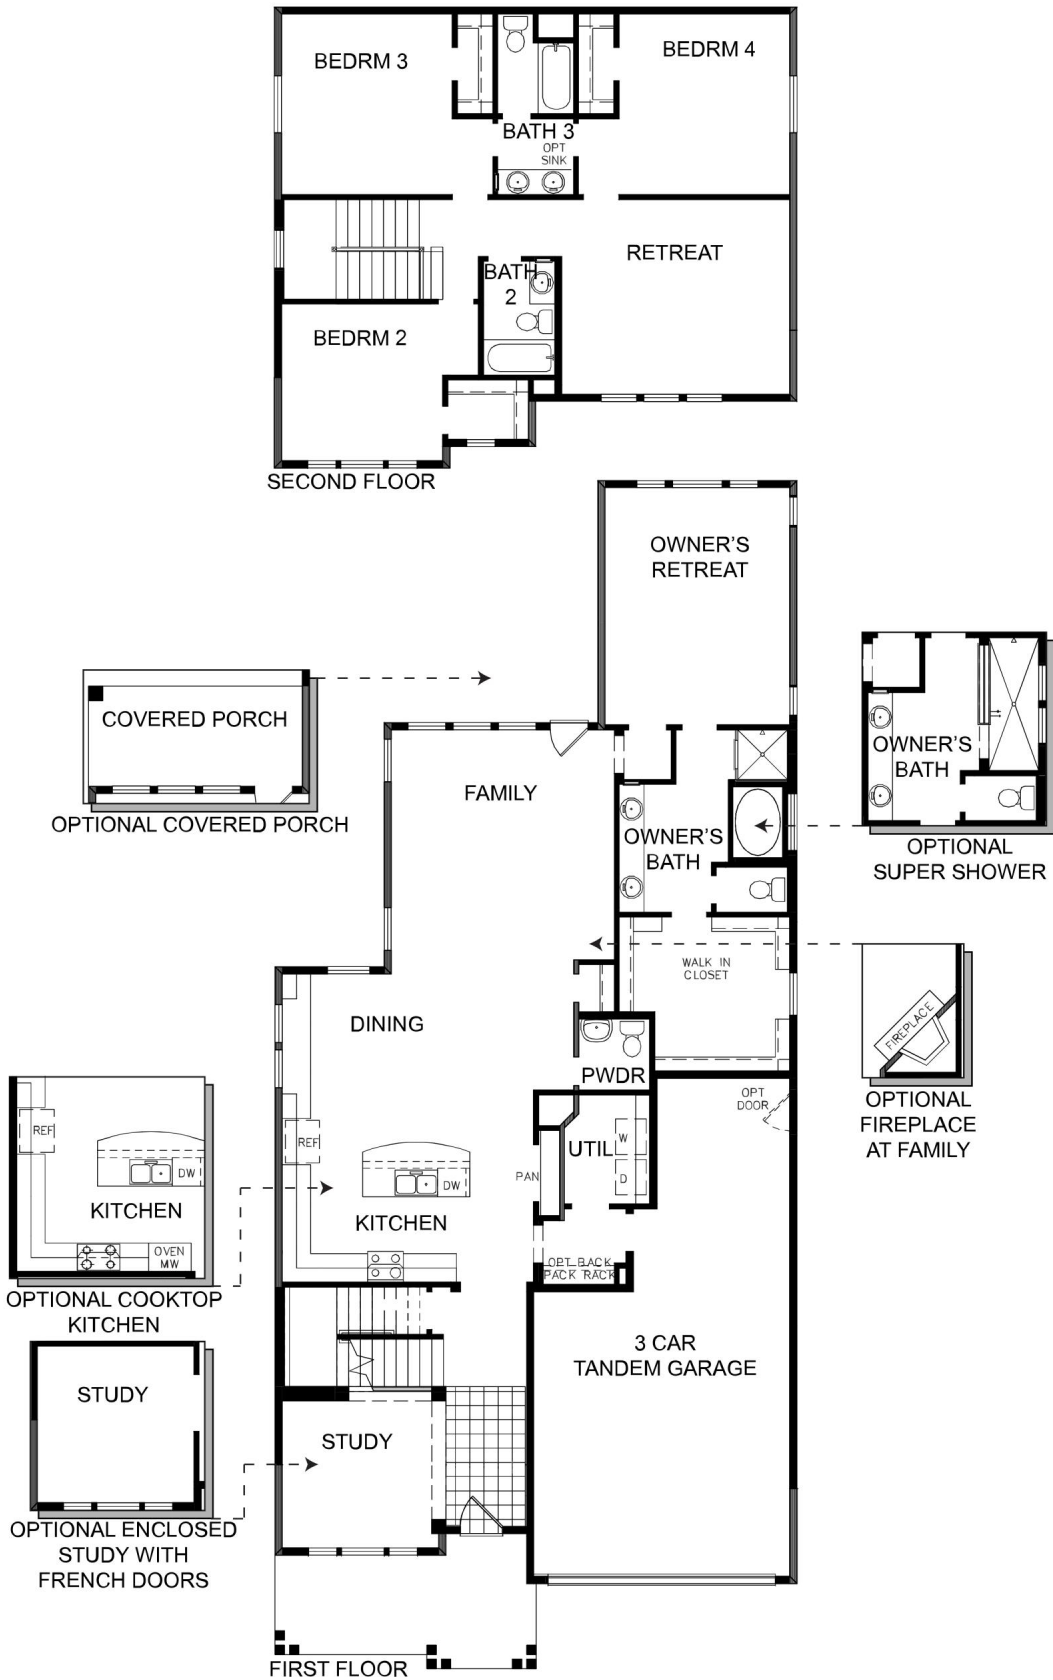 BEDRM 3
BEDRM 4
BATH 3
OPT
SINK
RETREAT
BATH
2
BEDRM 2
SECOND FLOOR
OWNER'S
RETREAT
COVERED PORCH
OPTIONAL COVERED PORCH
FAMILY
OWNER'S
BATH
OWNER'S
BATH
OPTIONAL
SUPER SHOWER
WALK IN
CLOSET
DINING
FIREPLACE
OPTIONAL
FIREPLACE
AT FAMILY
PWDR
OPT
DOOR
REF
DW
KITCHEN
OVEN
MW
OPTIONAL COOKTOP
KITCHEN
REF
DW
KITCHEN
PAN
UTIL
W
D
OPT BACK
PACK RACK
3 CAR
TANDEM GARAGE
STUDY
OPTIONAL ENCLOSED
STUDY WITH
FRENCH DOORS
STUDY
FIRST FLOOR